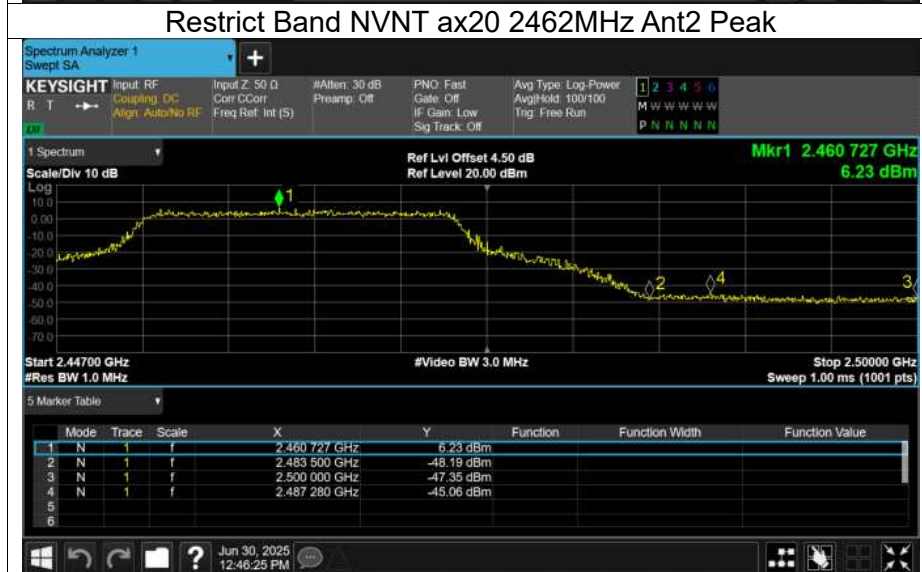 Restrict Band NVNT ax20 2462MHz Ant2 Peak
Spectrum Analyzer 1
Swept SA
+
KEYSIGHT
R T
LXI
Input: RF
Coupling: DC
Align: Auto/No RF
Input Z: 50 Ω
Corr CCorr
Freq Ref: Int (S)
#Atten: 30 dB
Preamp: Off
PNO: Fast
Gate: Off
IF Gain: Low
Sig Track: Off
Avg Type: Log-Power
Avg|Hold: 100/100
Trig: Free Run
1 2 3 4 5 6
M W W W W W
P N N N N N
1 Spectrum
Scale/Div 10 dB
Ref Lvl Offset 4.50 dB
Ref Level 20.00 dBm
Mkr1 2.460 727 GHz
6.23 dBm
Log
10.0
0.00
-10.0
-20.0
-30.0
-40.0
-50.0
-60.0
-70.0
1
2
4
3
Start 2.44700 GHz
#Res BW 1.0 MHz
#Video BW 3.0 MHz
Stop 2.50000 GHz
Sweep 1.00 ms (1001 pts)
5 Marker Table
Mode Trace Scale X Y Function Function Width Function Value
1 N 1 f 2.460 727 GHz 6.23 dBm
2 N 1 f 2.483 500 GHz -48.19 dBm
3 N 1 f 2.500 000 GHz -47.35 dBm
4 N 1 f 2.487 280 GHz -45.06 dBm
5
6
?
Jun 30, 2025
12:46:25 PM